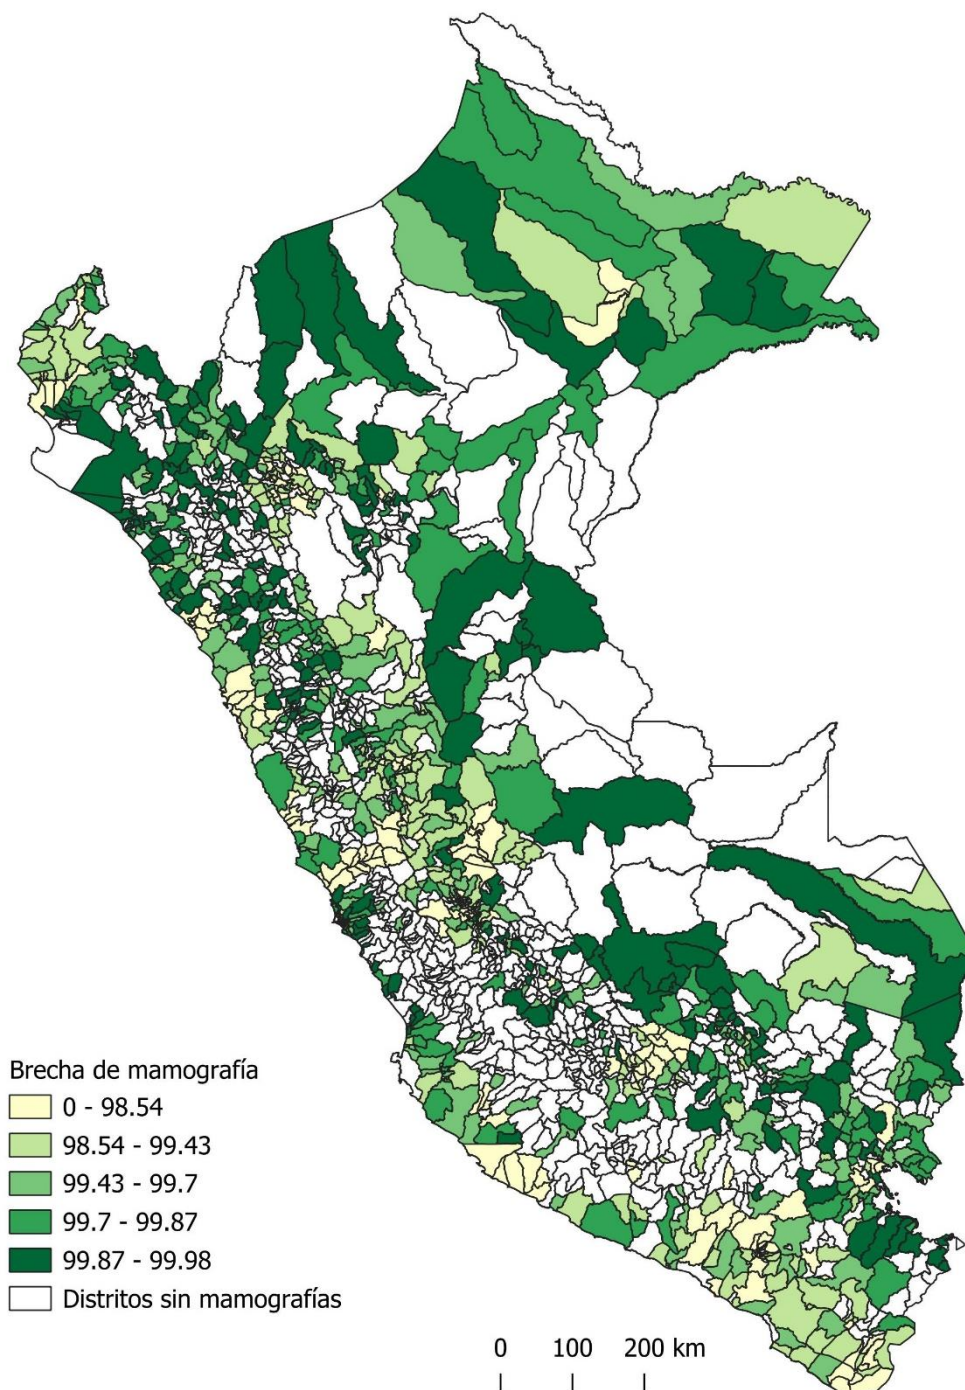 Brecha de mamografía
0 - 98.54
98.54 - 99.43
99.43 - 99.7
99.7 - 99.87
99.87 - 99.98
Distritos sin mamografías
0 100 200 km